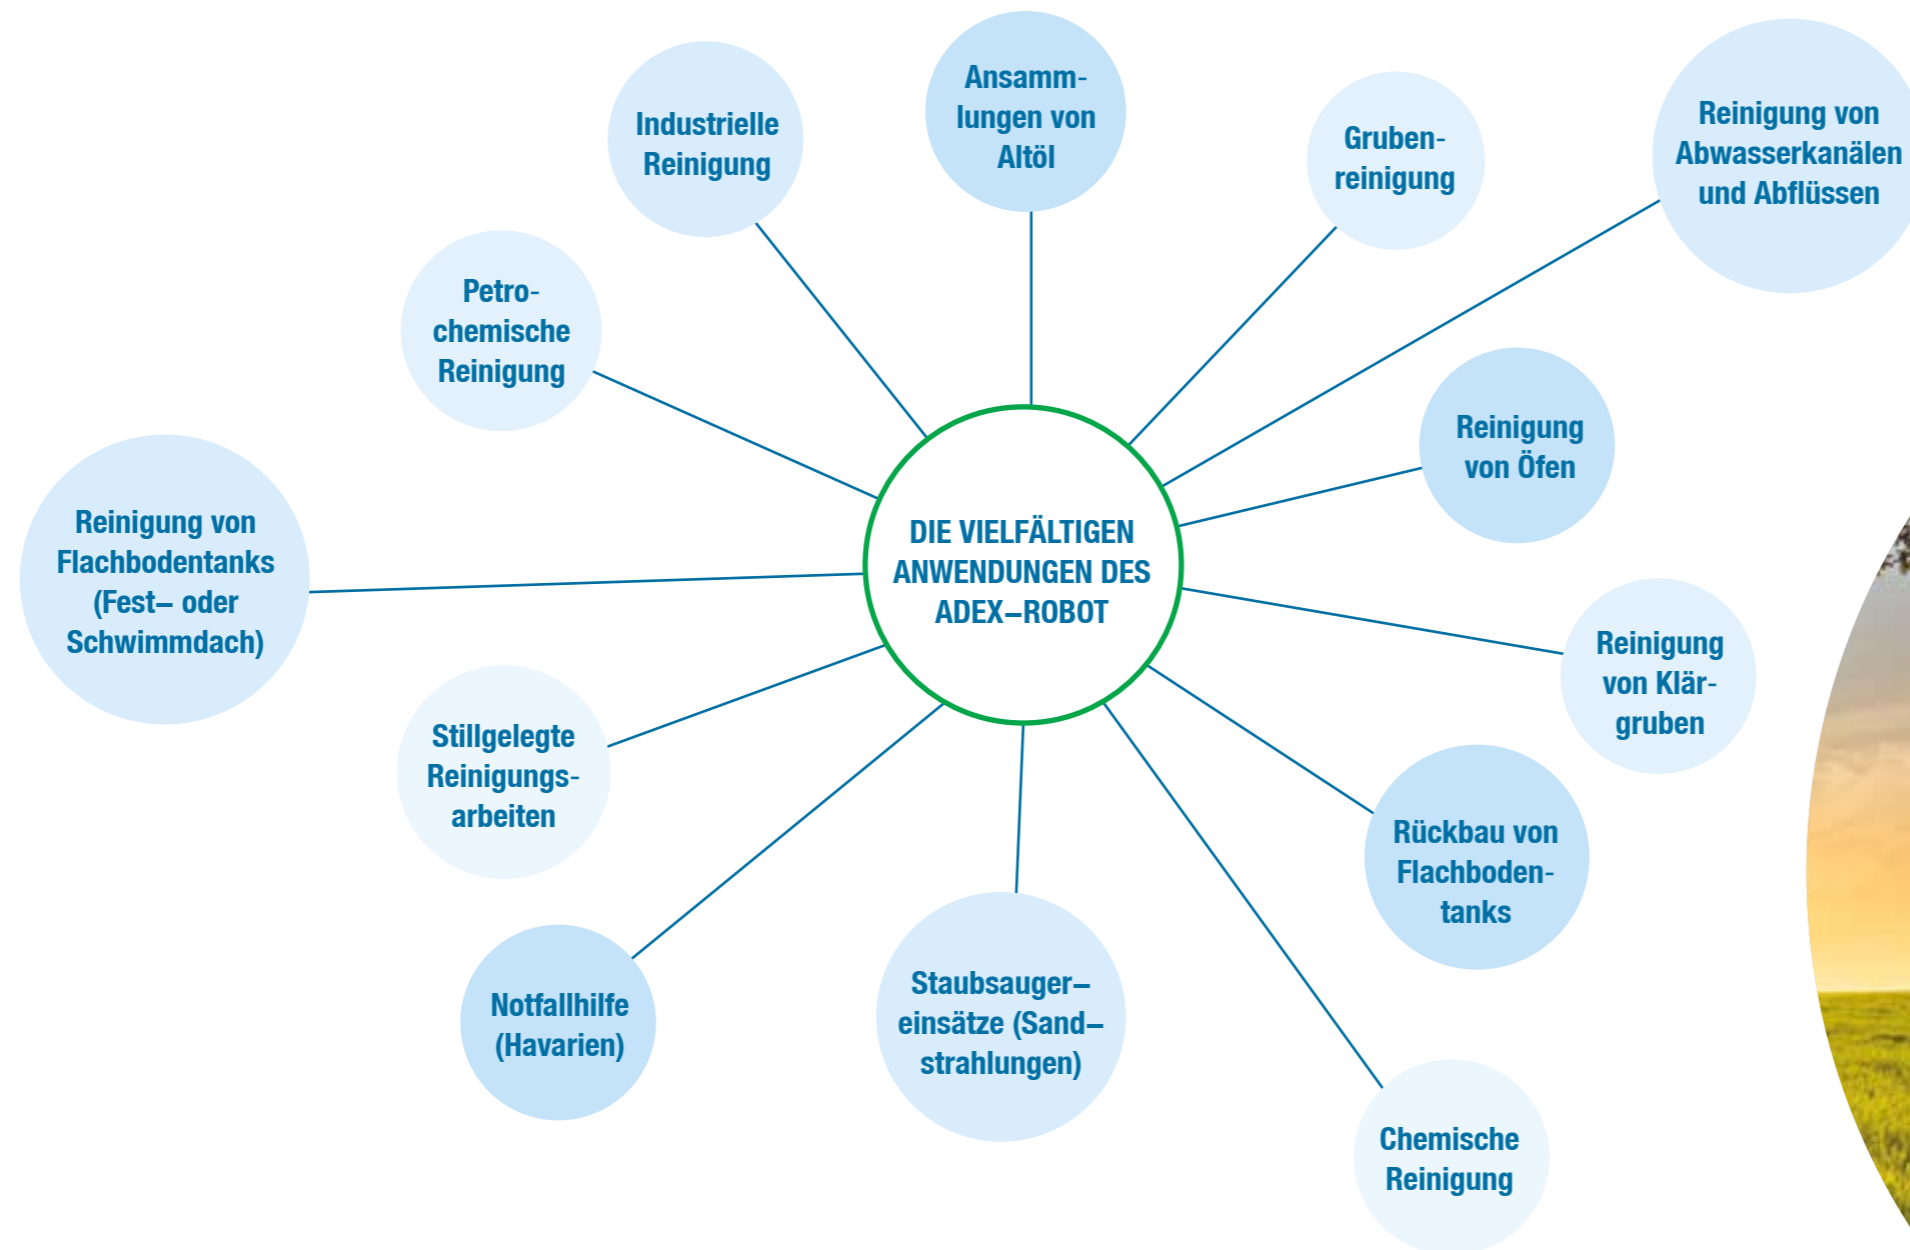 Ansamm-
lungen von
Altöl
Industrielle
Reinigung
Gruben-
reinigung
Reinigung von
Abwasserkanälen
und Abflüssen
Petro-
chemische
Reinigung
Reinigung
von Öfen
Reinigung von
Flachbodentanks
(Fest– oder
Schwimmdach)
DIE VIELFÄLTIGEN
ANWENDUNGEN DES
ADEX–ROBOT
Reinigung
von Klär-
gruben
Stillgelegte
Reinigungs-
arbeiten
Rückbau von
Flachboden-
tanks
Notfallhilfe
(Havarien)
Staubsauger–
einsätze (Sand–
strahlungen)
Chemische
Reinigung